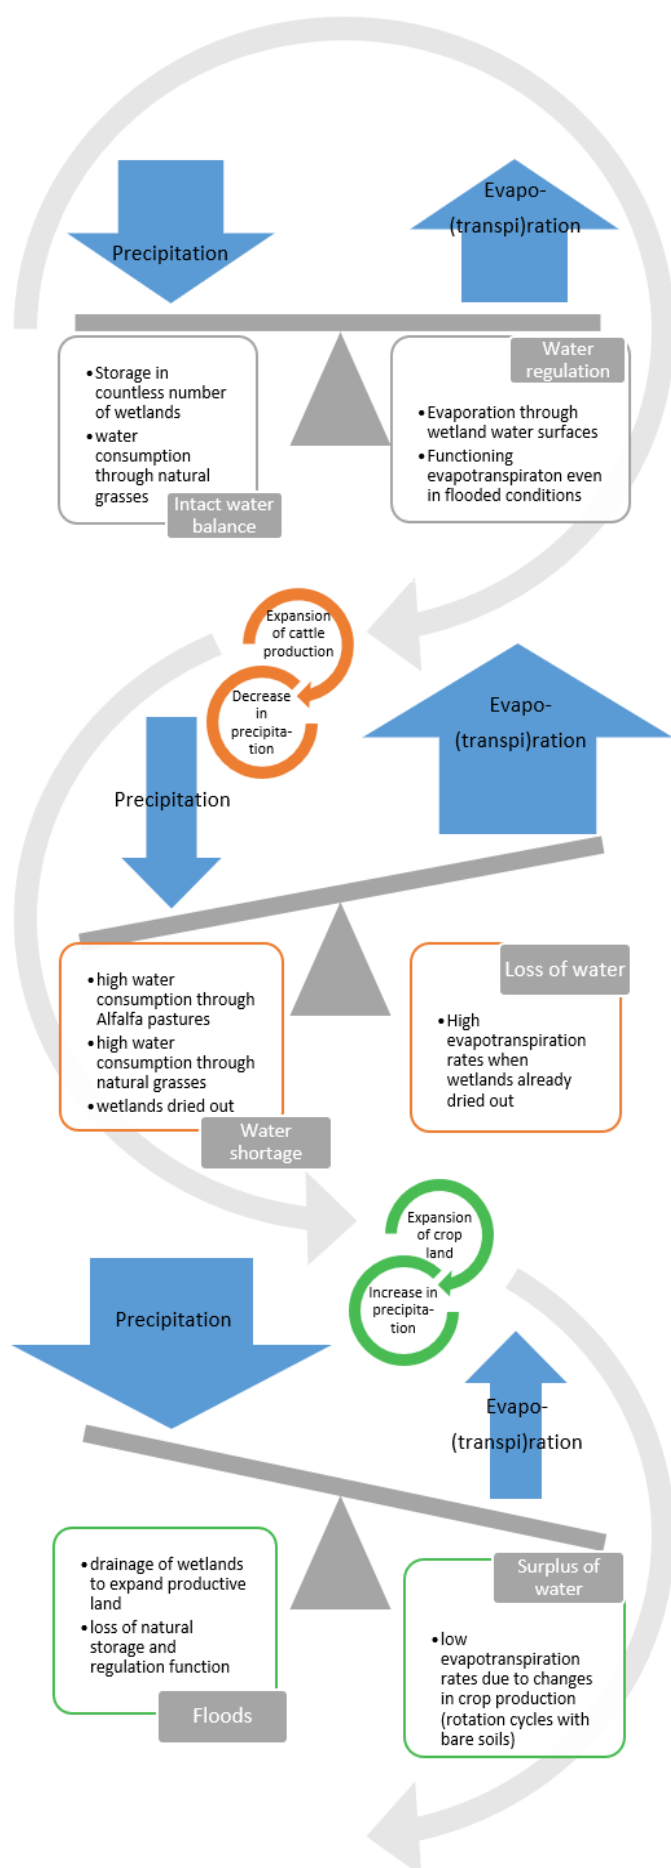 Precipitation
Evapo-
(transpi)ration
• Storage in
countless number
of wetlands
• water
consumption
through natural
grasses
Intact water
balance
Water
regulation
• Evaporation through
wetland water surfaces
• Functioning
evapotranspiraton even
in flooded conditions
Expansion
of cattle
production
Decrease
in
precipita-
tion
Precipitation
Evapo-
(transpi)ration
• high water
consumption through
Alfalfa pastures
• high water
consumption through
natural grasses
• wetlands dried out
Water
shortage
Loss of water
• High
evapotranspiration
rates when
wetlands already
dried out
Expansion
of crop
land
Increase in
precipita-
tion
Precipitation
Evapo-
(transpi)ration
• drainage of wetlands
to expand productive
land
• loss of natural
storage and
regulation function
Floods
Surplus of
water
• low
evapotranspiration
rates due to changes
in crop production
(rotation cycles with
bare soils)